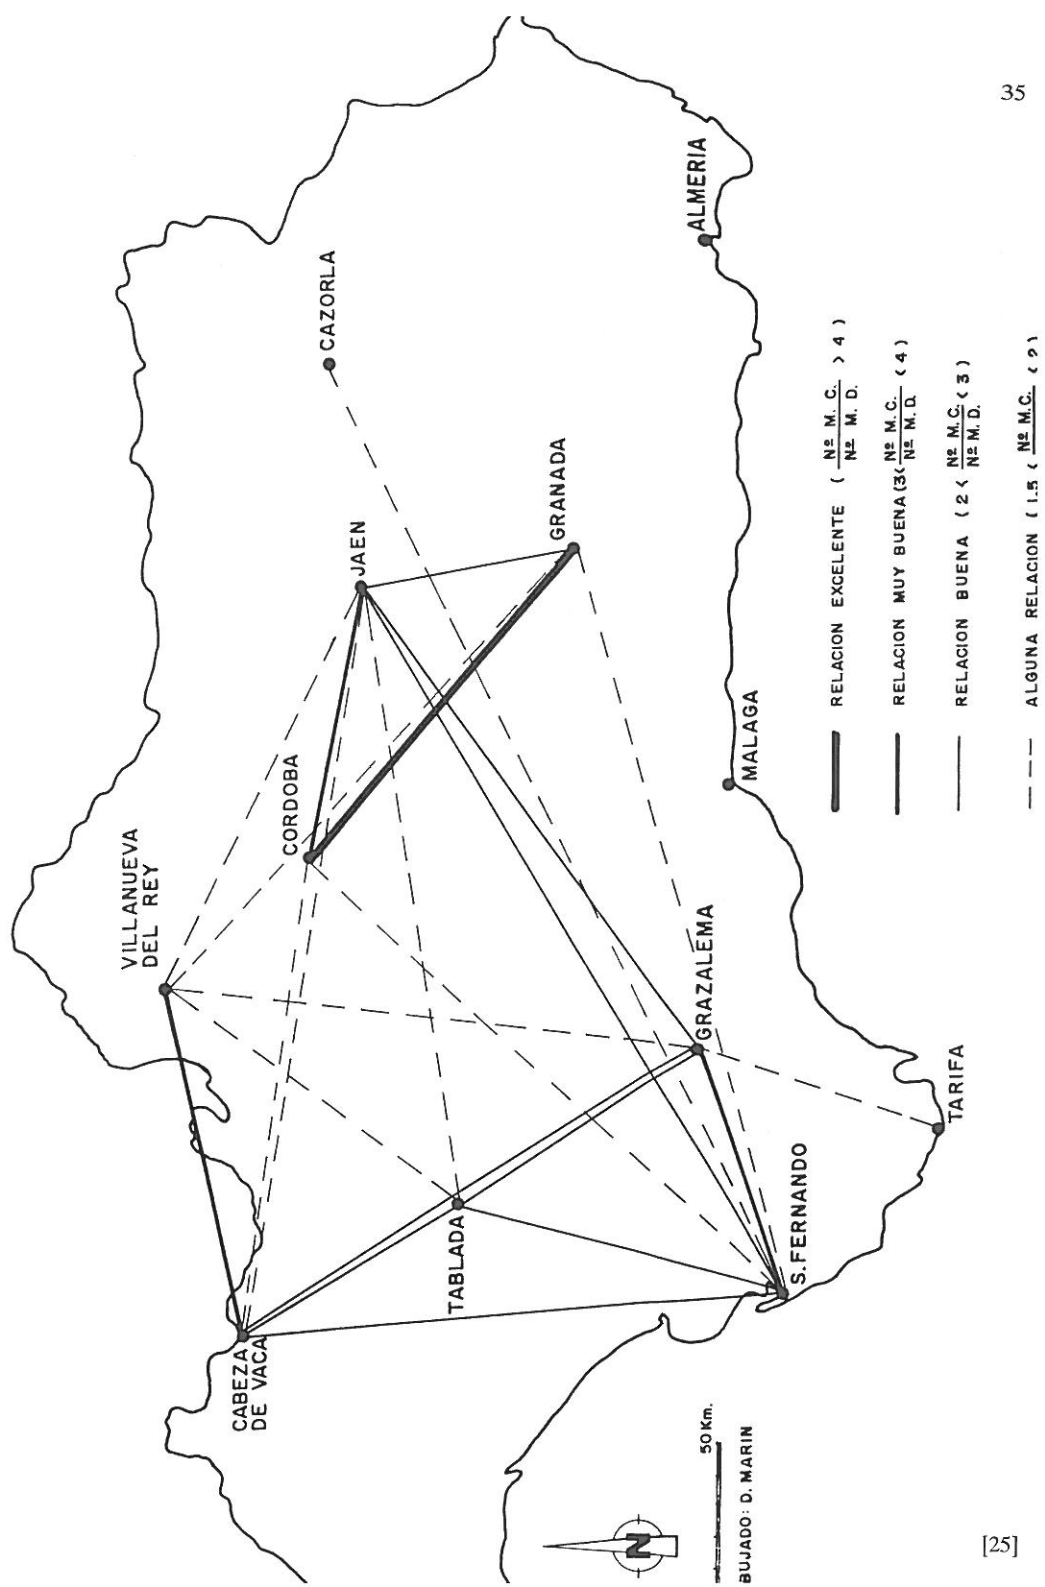 35
VILLANUEVA
DEL REY
CORDOBA
JAEN
CAZORLA
GRANADA
ALMERIA
CABEZA
DE VACA
TABLADA
GRAZALEMA
MALAGA
S.FERNANDO
TARIFA
RELACION EXCELENTE ( Nº M. C. / Nº M. D. > 4 )
RELACION MUY BUENA (3< Nº M.C. / Nº M.D. < 4 )
RELACION BUENA ( 2 < Nº M.C. / Nº M.D. < 3 )
ALGUNA RELACION ( 1.5 < Nº M.C.
N
50 Km.
BUJADO: D. MARIN
[25]